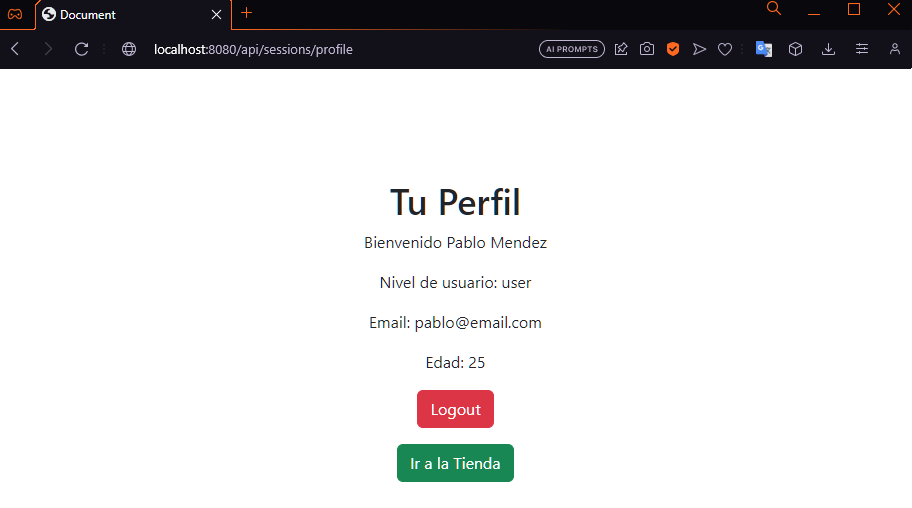 Document
localhost:8080/api/sessions/profile
AI PROMPTS
Tu Perfil
Bienvenido Pablo Mendez
Nivel de usuario: user
Email: pablo@email.com
Edad: 25
Logout
Ir a la Tienda